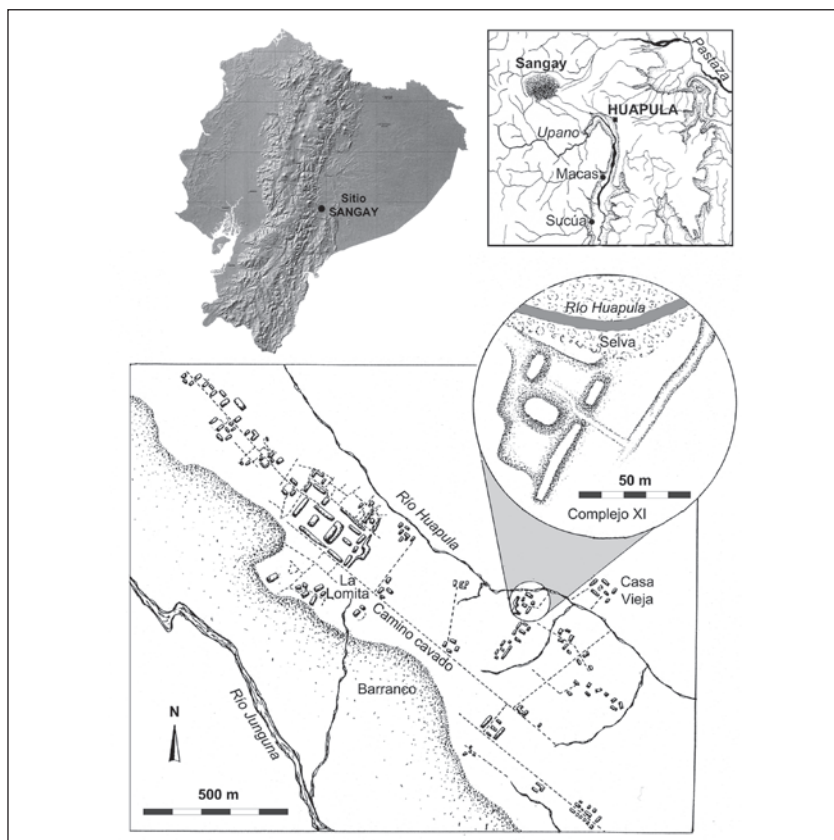 Sitio
SANGAY
Sangay
Pastaza
HUAPULA
Upano
Macas
Sucúa
Río Huapula
Selva
50 m
Complejo XI
Río Huapula
La
Lomita
Camino cavado
Casa
Vieja
Barranco
Río Junguna
N
500 m